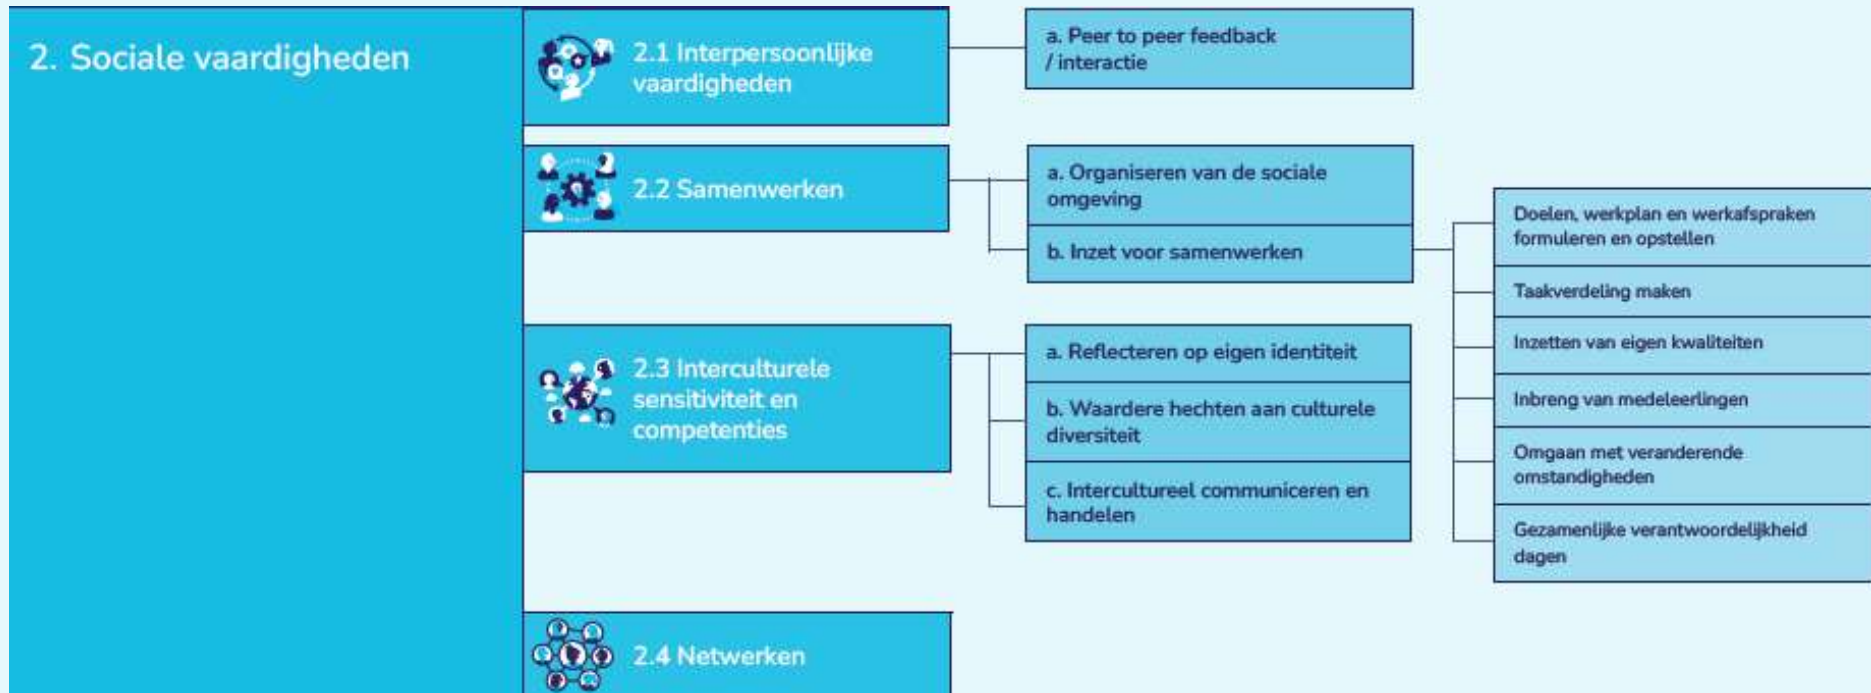 2. Sociale vaardigheden
2.1 Interpersoonlijke
vaardigheden
a. Peer to peer feedback
/ interactie
2.2 Samenwerken
a. Organiseren van de sociale
omgeving
b. Inzet voor samenwerken
Doelen, werkplan en werkafspraken
formuleren en opstellen
Taakverdeling maken
Inzetten van eigen kwaliteiten
Inbreng van medeleerlingen
Omgaan met veranderende
omstandigheden
Gezamenlijke verantwoordelijkheid
dagen
2.3 Interculturele
sensitiviteit en
competenties
a. Reflecteren op eigen identiteit
b. Waardere hechten aan culturele
diversiteit
c. Intercultureel communiceren en
handelen
2.4 Netwerken